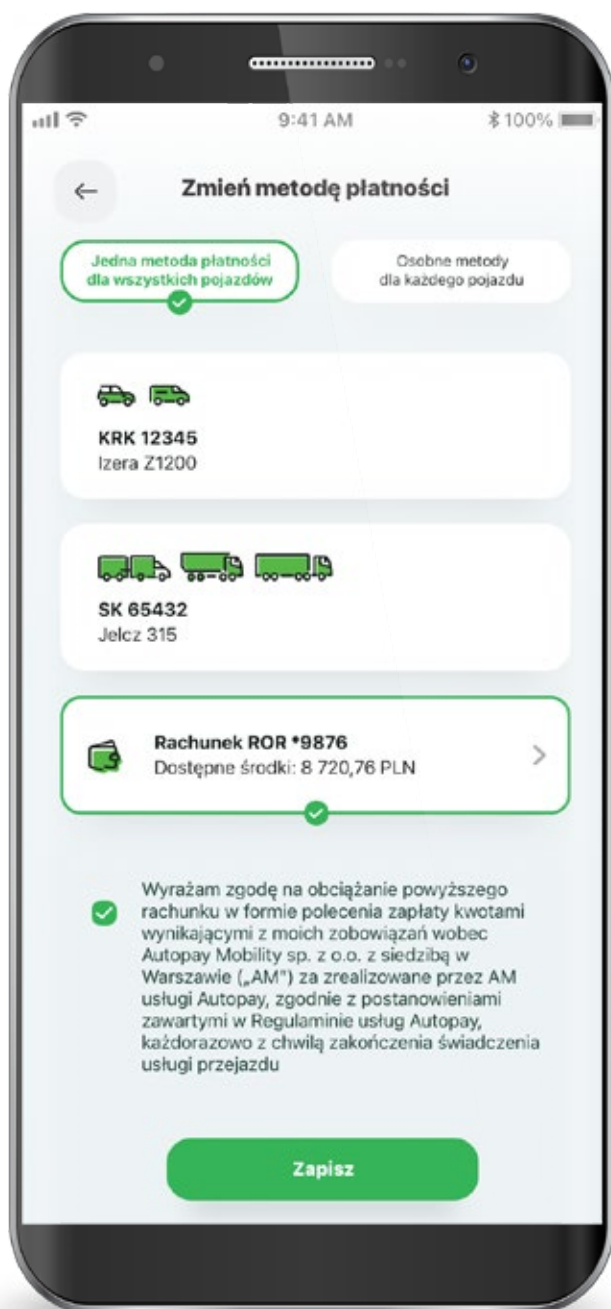 9:41 AM
100%
Zmień metodę płatności
Jedna metoda płatności
dla wszystkich pojazdów
Osobne metody
dla każdego pojazdu
KRK 12345
Izera Z1200
SK 65432
Jelcz 315
Rachunek ROR *9876
Dostępne środki: 8 720,76 PLN
Wyrażam zgodę na obciążanie powyższego
rachunku w formie polecenia zapłaty kwotami
wynikającymi z moich zobowiązań wobec
Autopay Mobility sp. z o.o. z siedzibą w
Warszawie („AM") za zrealizowane przez AM
usługi Autopay, zgodnie z postanowieniami
zawartymi w Regulaminie usług Autopay,
każdorazowo z chwilą zakończenia świadczenia
usługi przejazdu
Zapisz